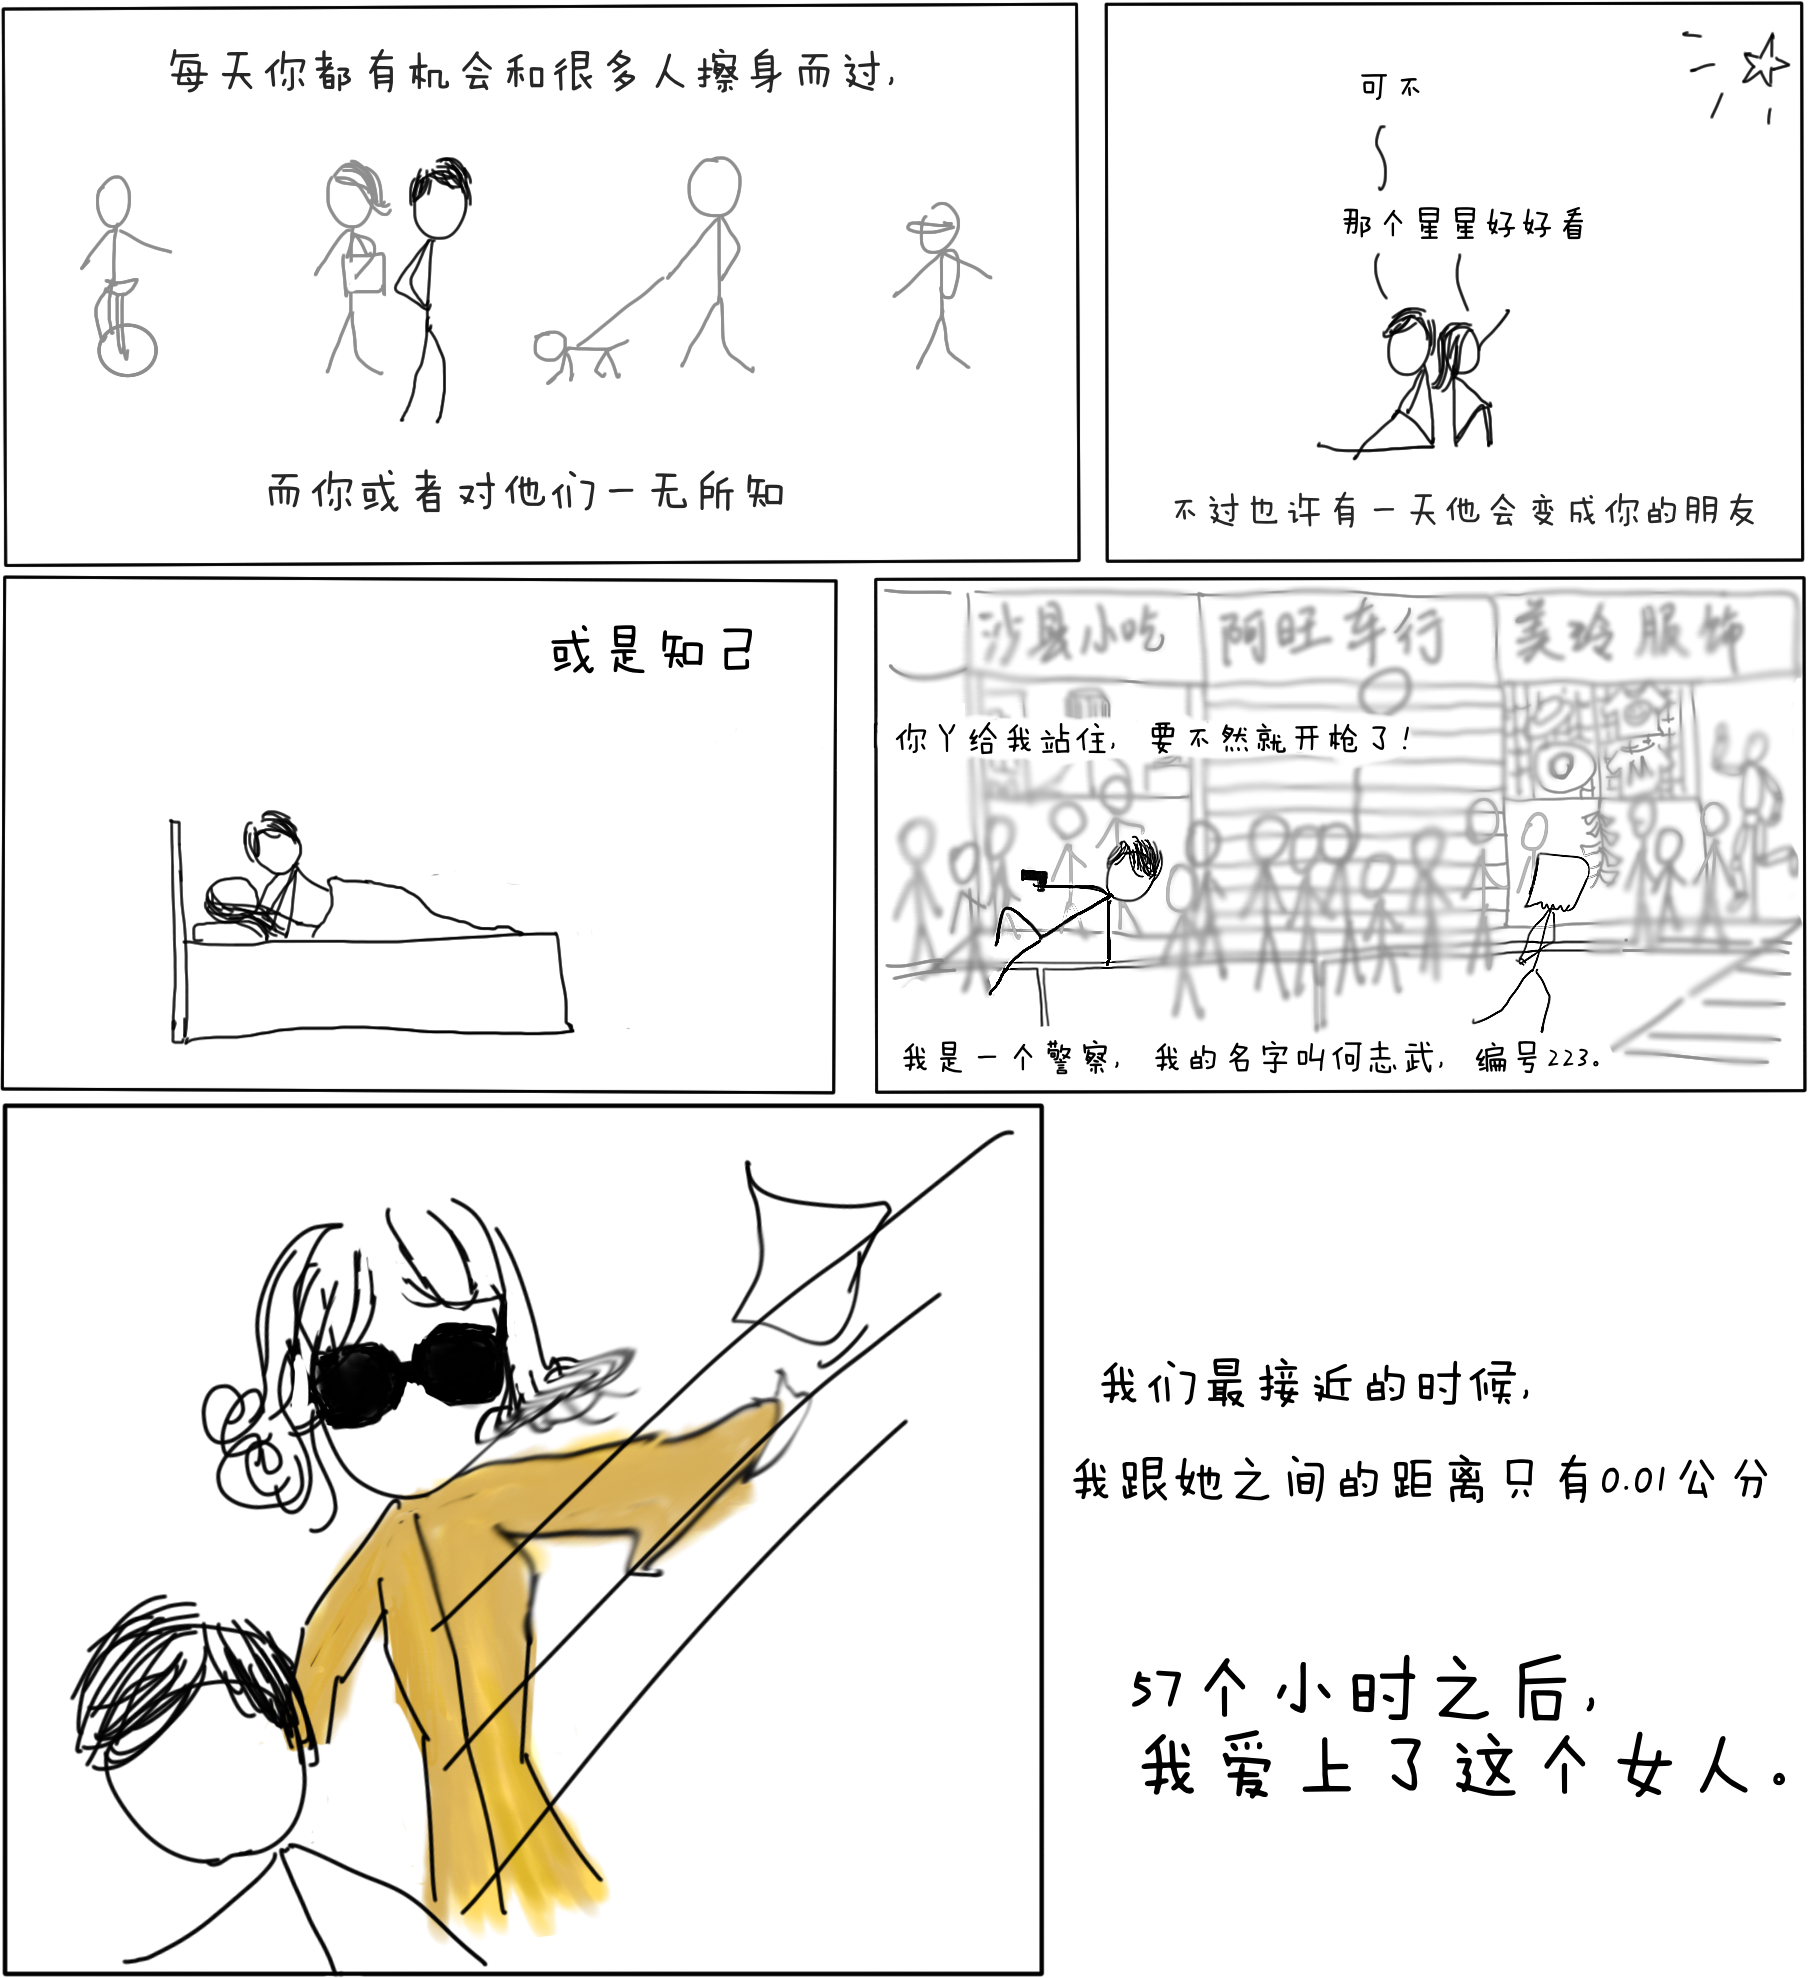 每天你都有机会和很多人擦身而过,
而你或者对他们一无所知
可不
那个星星好好看
不过也许有一天他会变成你的朋友
或是知己
沙县小吃 阿旺车行 美玲服饰
你丫给我站住, 要不然就开枪了!
我是一个警察, 我的名字叫何志武, 编号223。
我们最接近的时候,
我跟她之间的距离只有0.01公分
57个小时之后,
我爱上了这个女人。